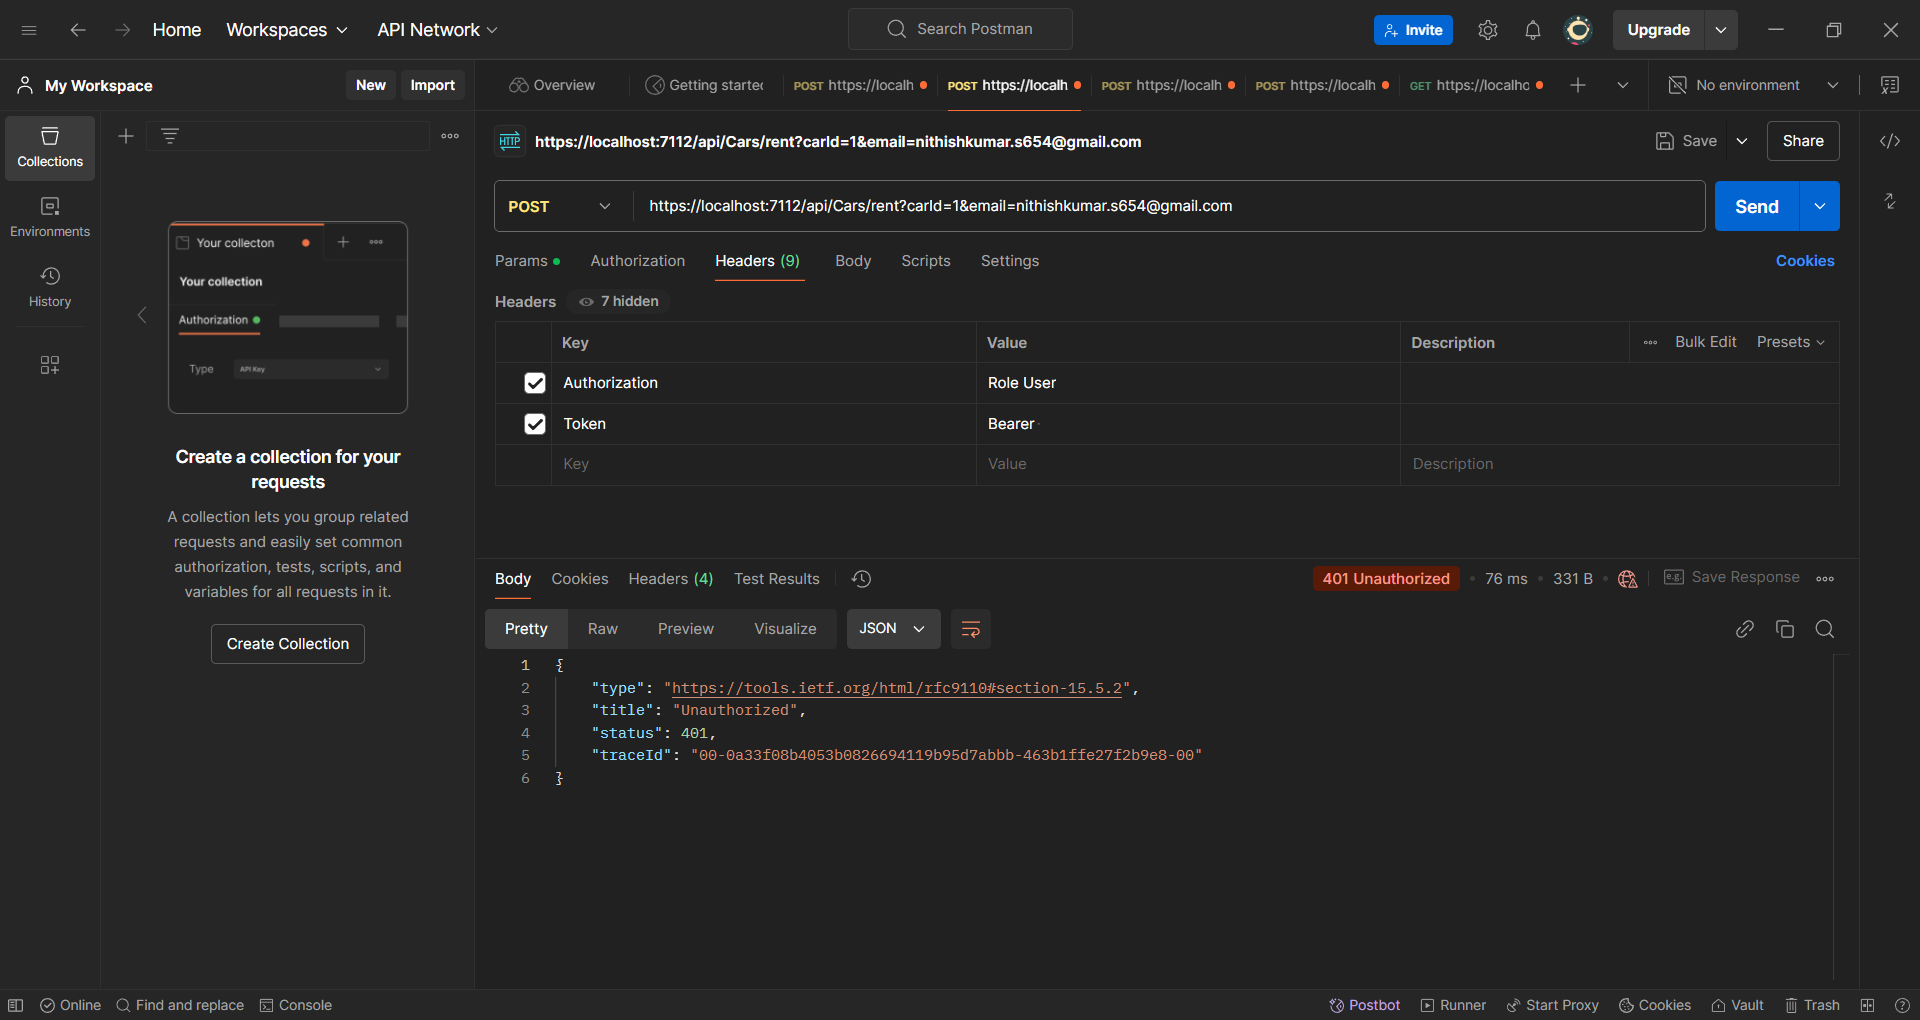 Home
Workspaces
API Network
Search Postman
Invite
Upgrade
My Workspace
New
Import
Overview
Getting started
POST https://localh
POST https://localh
POST https://localh
POST https://localh
GET https://localho
No environment
Collections
Environments
History
Your collecton
Your collection
Authorization
Type
API Key
Create a collection for your
requests
A collection lets you group related
requests and easily set common
authorization, tests, scripts, and
variables for all requests in it.
Create Collection
HTTP
https://localhost:7112/api/Cars/rent?carId=1&email=nithishkumar.s654@gmail.com
Save
Share
POST
https://localhost:7112/api/Cars/rent?carId=1&email=nithishkumar.s654@gmail.com
Send
Params
Authorization
Headers (9)
Body
Scripts
Settings
Cookies
Headers
7 hidden
Key
Value
Description
Bulk Edit
Presets
Authorization
Role User
Token
Bearer
Key
Value
Description
Body
Cookies
Headers (4)
Test Results
401 Unauthorized
76 ms
331 B
e.g.
Save Response
Pretty
Raw
Preview
Visualize
JSON
1 {
2 "type": "https://tools.ietf.org/html/rfc9110#section-15.5.2",
3 "title": "Unauthorized",
4 "status": 401,
5 "traceId": "00-0a33f08b4053b0826694119b95d7abbb-463b1ffe27f2b9e8-00"
6 }
Online
Find and replace
Console
Postbot
Runner
Start Proxy
Cookies
Vault
Trash